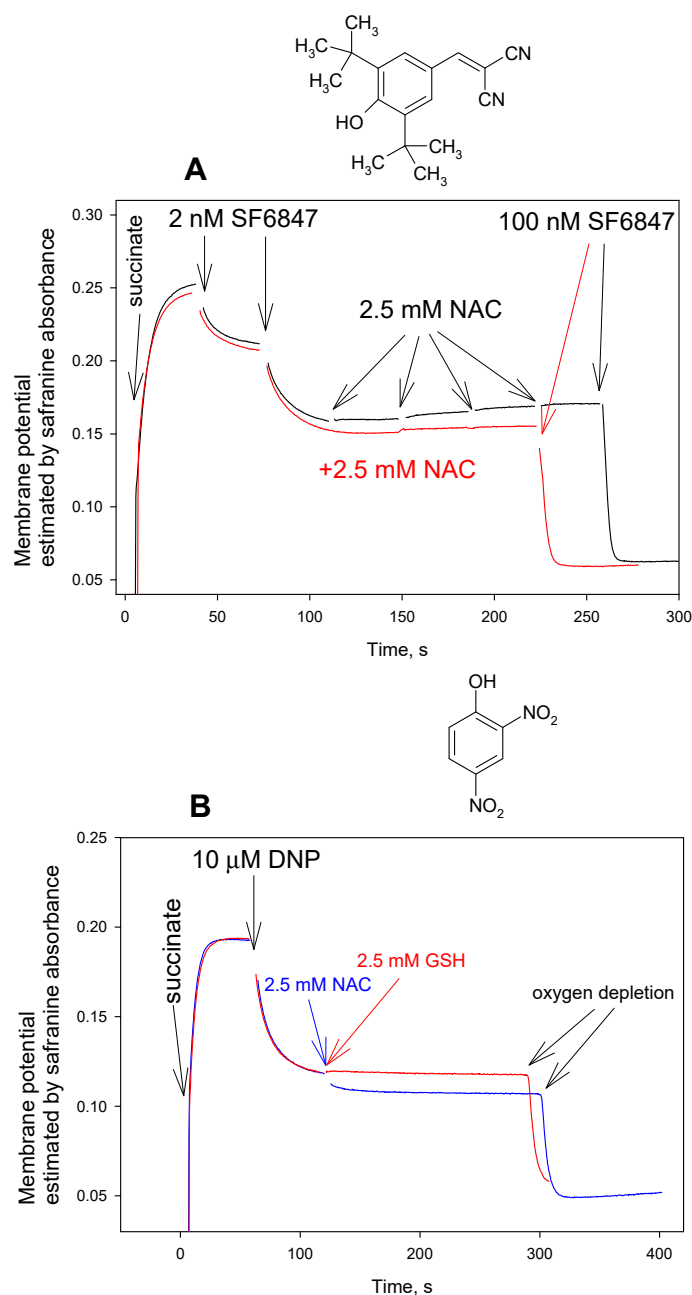 CH₃
H₃C
H₃C
CN
CN
HO
H₃C
CH₃
CH₃
A
2 nM SF6847
100 nM SF6847
succinate
2.5 mM NAC
+2.5 mM NAC
Membrane potential
estimated by safranine absorbance
0.30
0.25
0.20
0.15
0.10
0.05
0 50 100 150 200 250 300
Time, s
OH
NO₂
NO₂
B
10 μM DNP
succinate
2.5 mM GSH
2.5 mM NAC
oxygen depletion
Membrane potential
estimated by safranine absorbance
0.25
0.20
0.15
0.10
0.05
0 100 200 300 400
Time, s